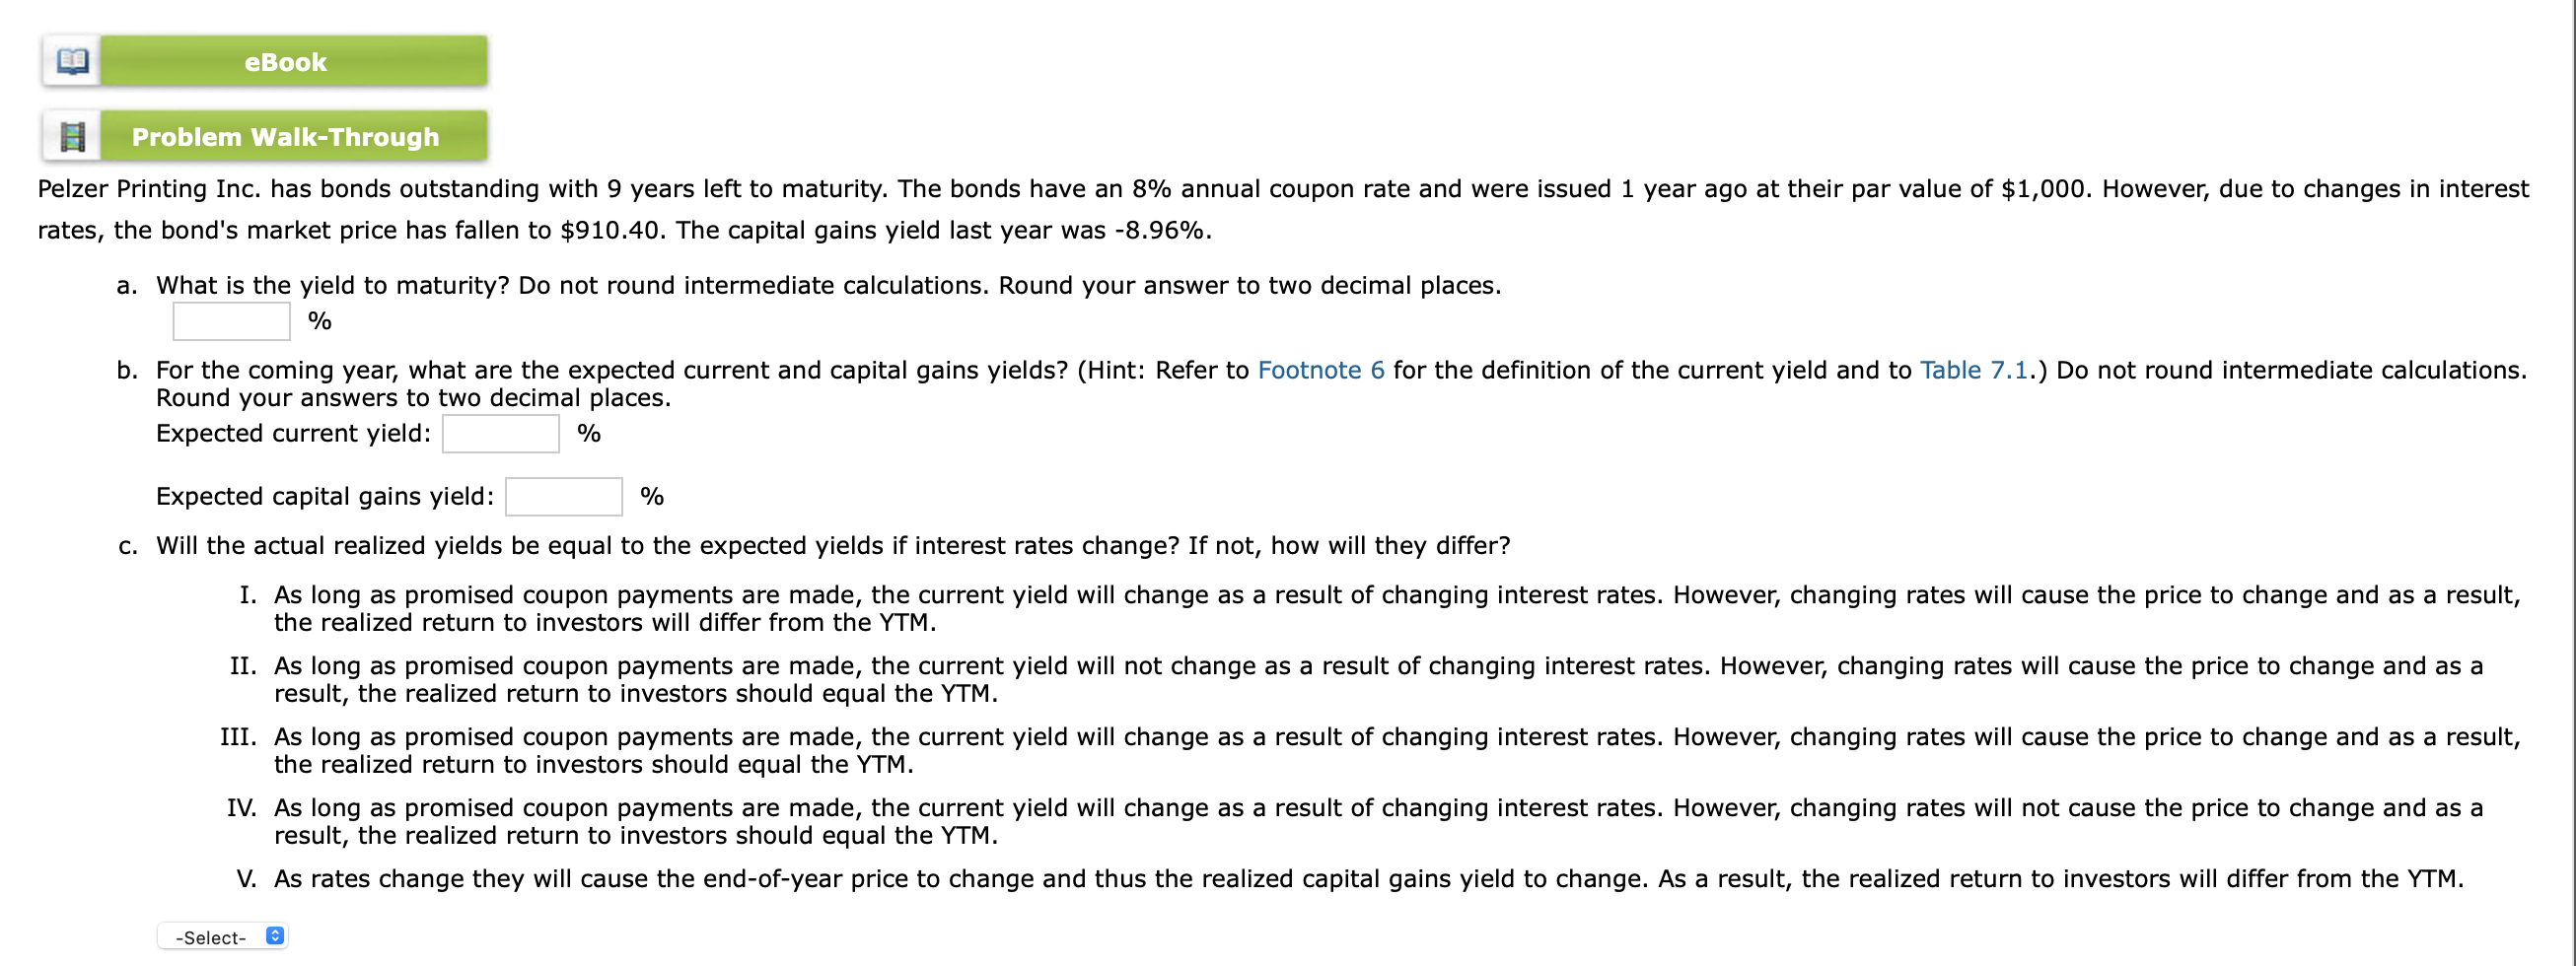 eBook
Problem Walk-Through
Pelzer Printing Inc. has bonds outstanding with 9 years left to maturity. The bonds have an 8% annual coupon rate and were issued 1 year ago at their par value of $1,000. However, due to changes in interest
rates, the bond's market price has fallen to $910.40. The capital gains yield last year was -8.96%.
a. What is the yield to maturity? Do not round intermediate calculations. Round your answer to two decimal places.
%
b. For the coming year, what are the expected current and capital gains yields? (Hint: Refer to Footnote 6 for the definition of the current yield and to Table 7.1.) Do not round intermediate calculations.
Round your answers to two decimal places.
Expected current yield: %
Expected capital gains yield: %
c. Will the actual realized yields be equal to the expected yields if interest rates change? If not, how will they differ?
I. As long as promised coupon payments are made, the current yield will change as a result of changing interest rates. However, changing rates will cause the price to change and as a result,
the realized return to investors will differ from the YTM.
II. As long as promised coupon payments are made, the current yield will not change as a result of changing interest rates. However, changing rates will cause the price to change and as a
result, the realized return to investors should equal the YTM.
III. As long as promised coupon payments are made, the current yield will change as a result of changing interest rates. However, changing rates will cause the price to change and as a result,
the realized return to investors should equal the YTM.
IV. As long as promised coupon payments are made, the current yield will change as a result of changing interest rates. However, changing rates will not cause the price to change and as a
result, the realized return to investors should equal the YTM.
V. As rates change they will cause the end-of-year price to change and thus the realized capital gains yield to change. As a result, the realized return to investors will differ from the YTM.
-Select-